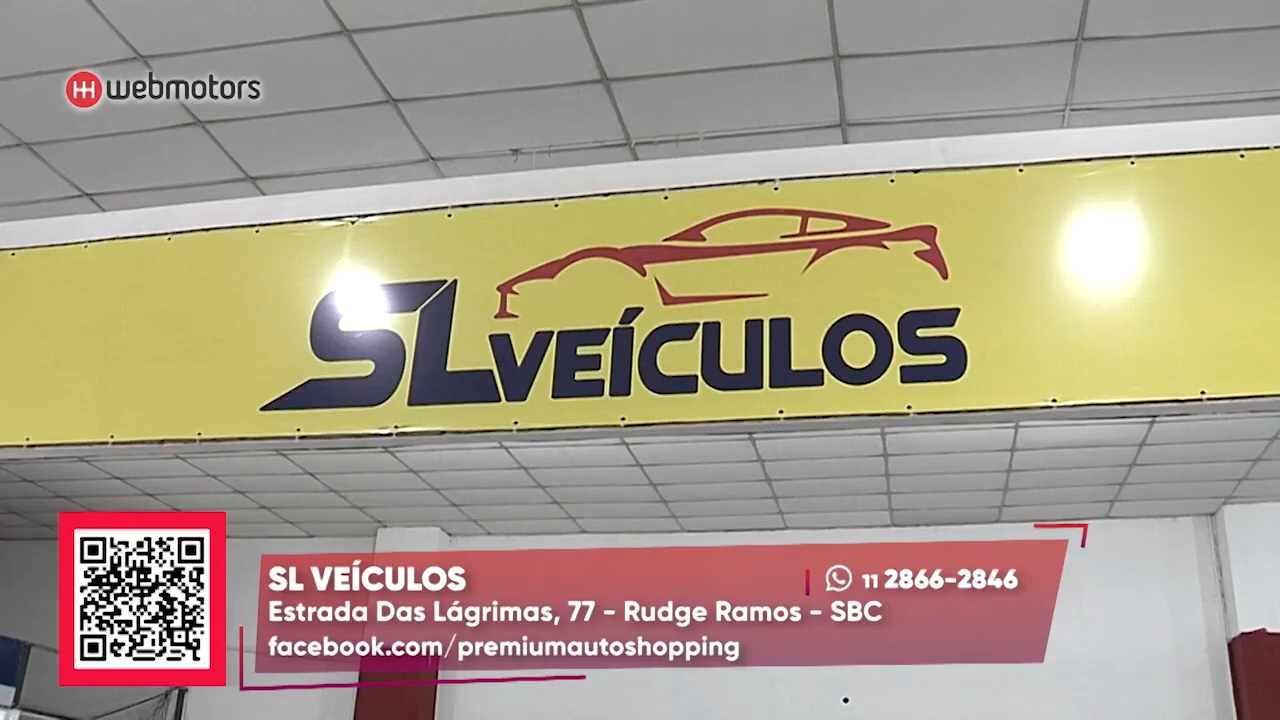 webmotors
SL VEÍCULOS
SL VEÍCULOS
11 2866-2846
Estrada Das Lágrimas, 77 - Rudge Ramos - SBC
facebook.com/premiumautoshopping